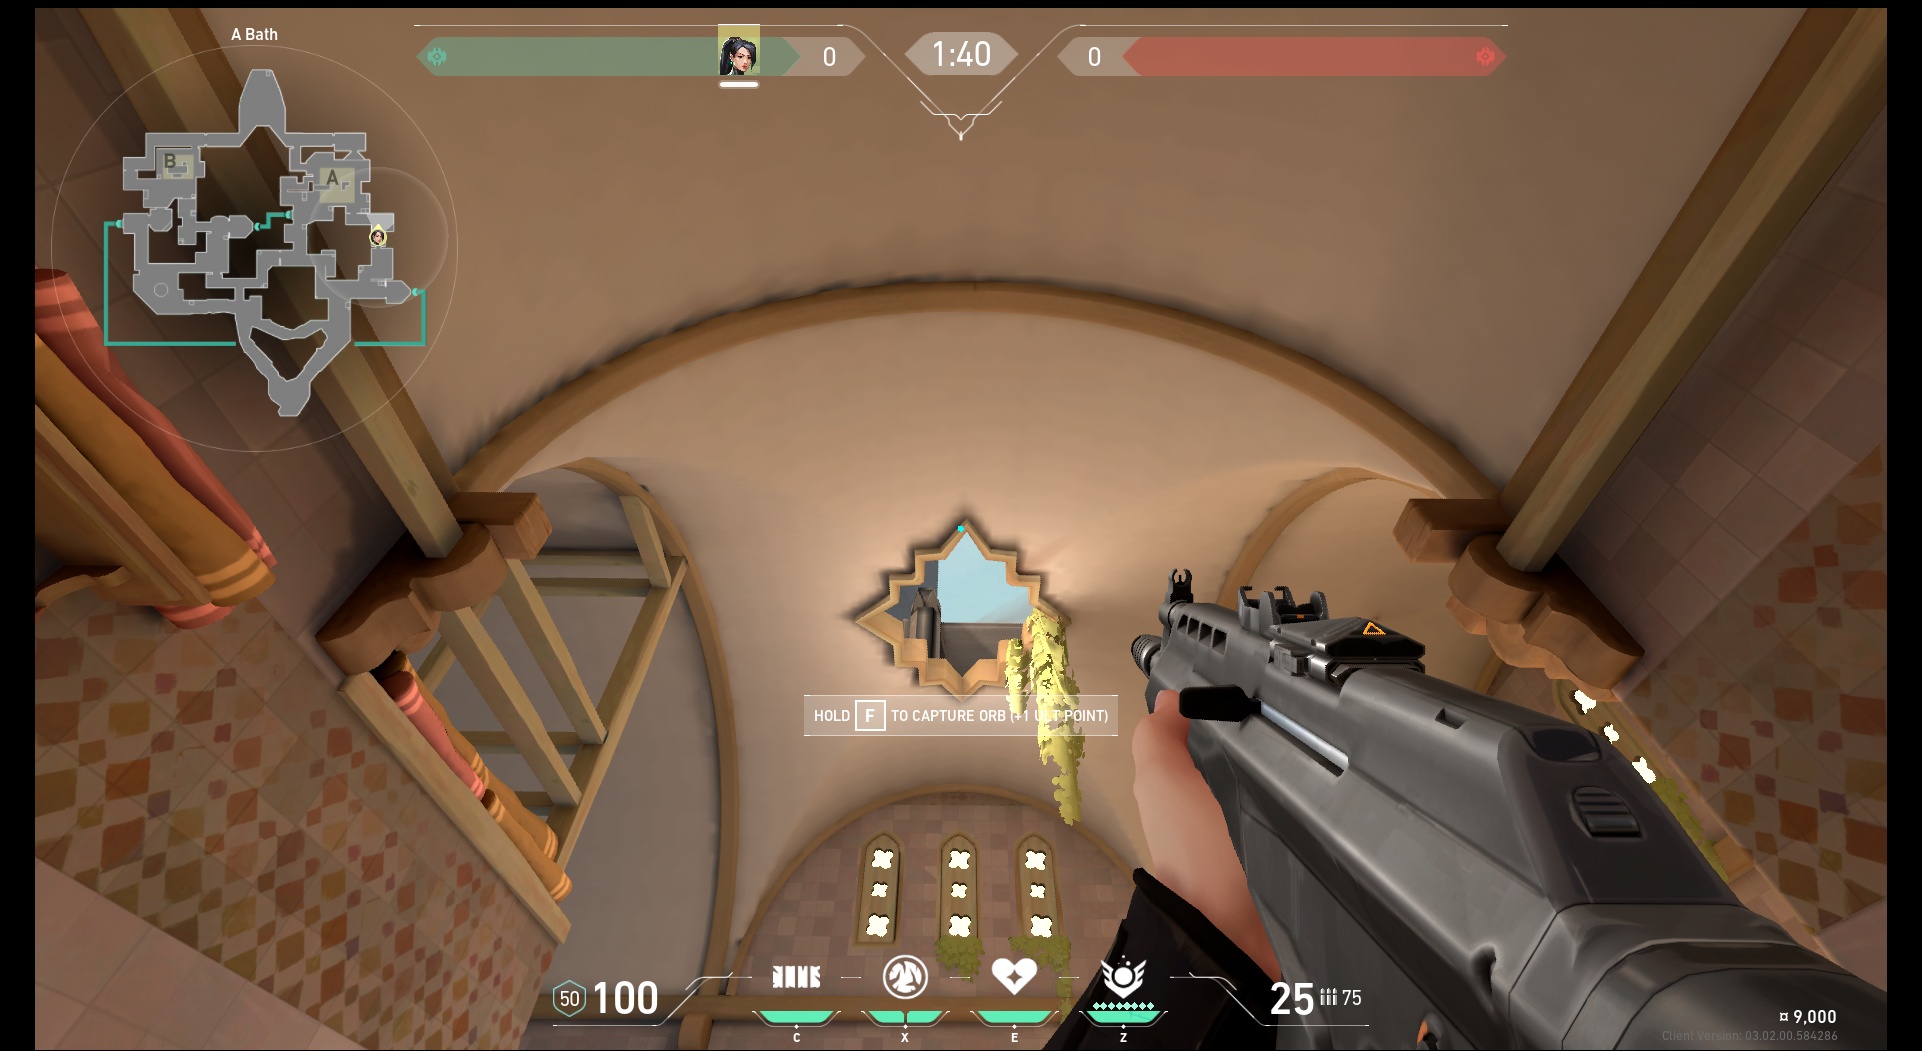 A Bath
0
1:40
0
B
A
HOLD F TO CAPTURE ORB (+1 ULT POINT)
50 100
25 75
¤ 9,000
Client Version: 03.02.00.584286
C X E Z